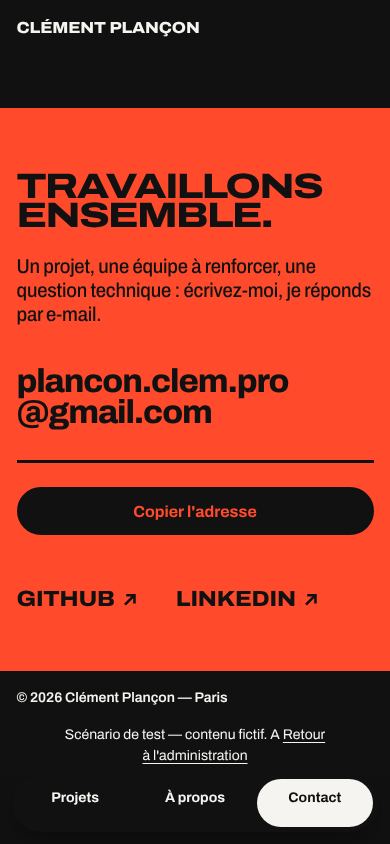 CLÉMENT PLANÇON
TRAVAILLONS
ENSEMBLE.
Un projet, une équipe à renforcer, une
question technique : écrivez-moi, je réponds
par e-mail.
plancon.clem.pro
@gmail.com
Copier l'adresse
GITHUB ↗ LINKEDIN ↗
© 2026 Clément Plançon — Paris
Scénario de test — contenu fictif. A Retour
à l'administration
Projets À propos Contact